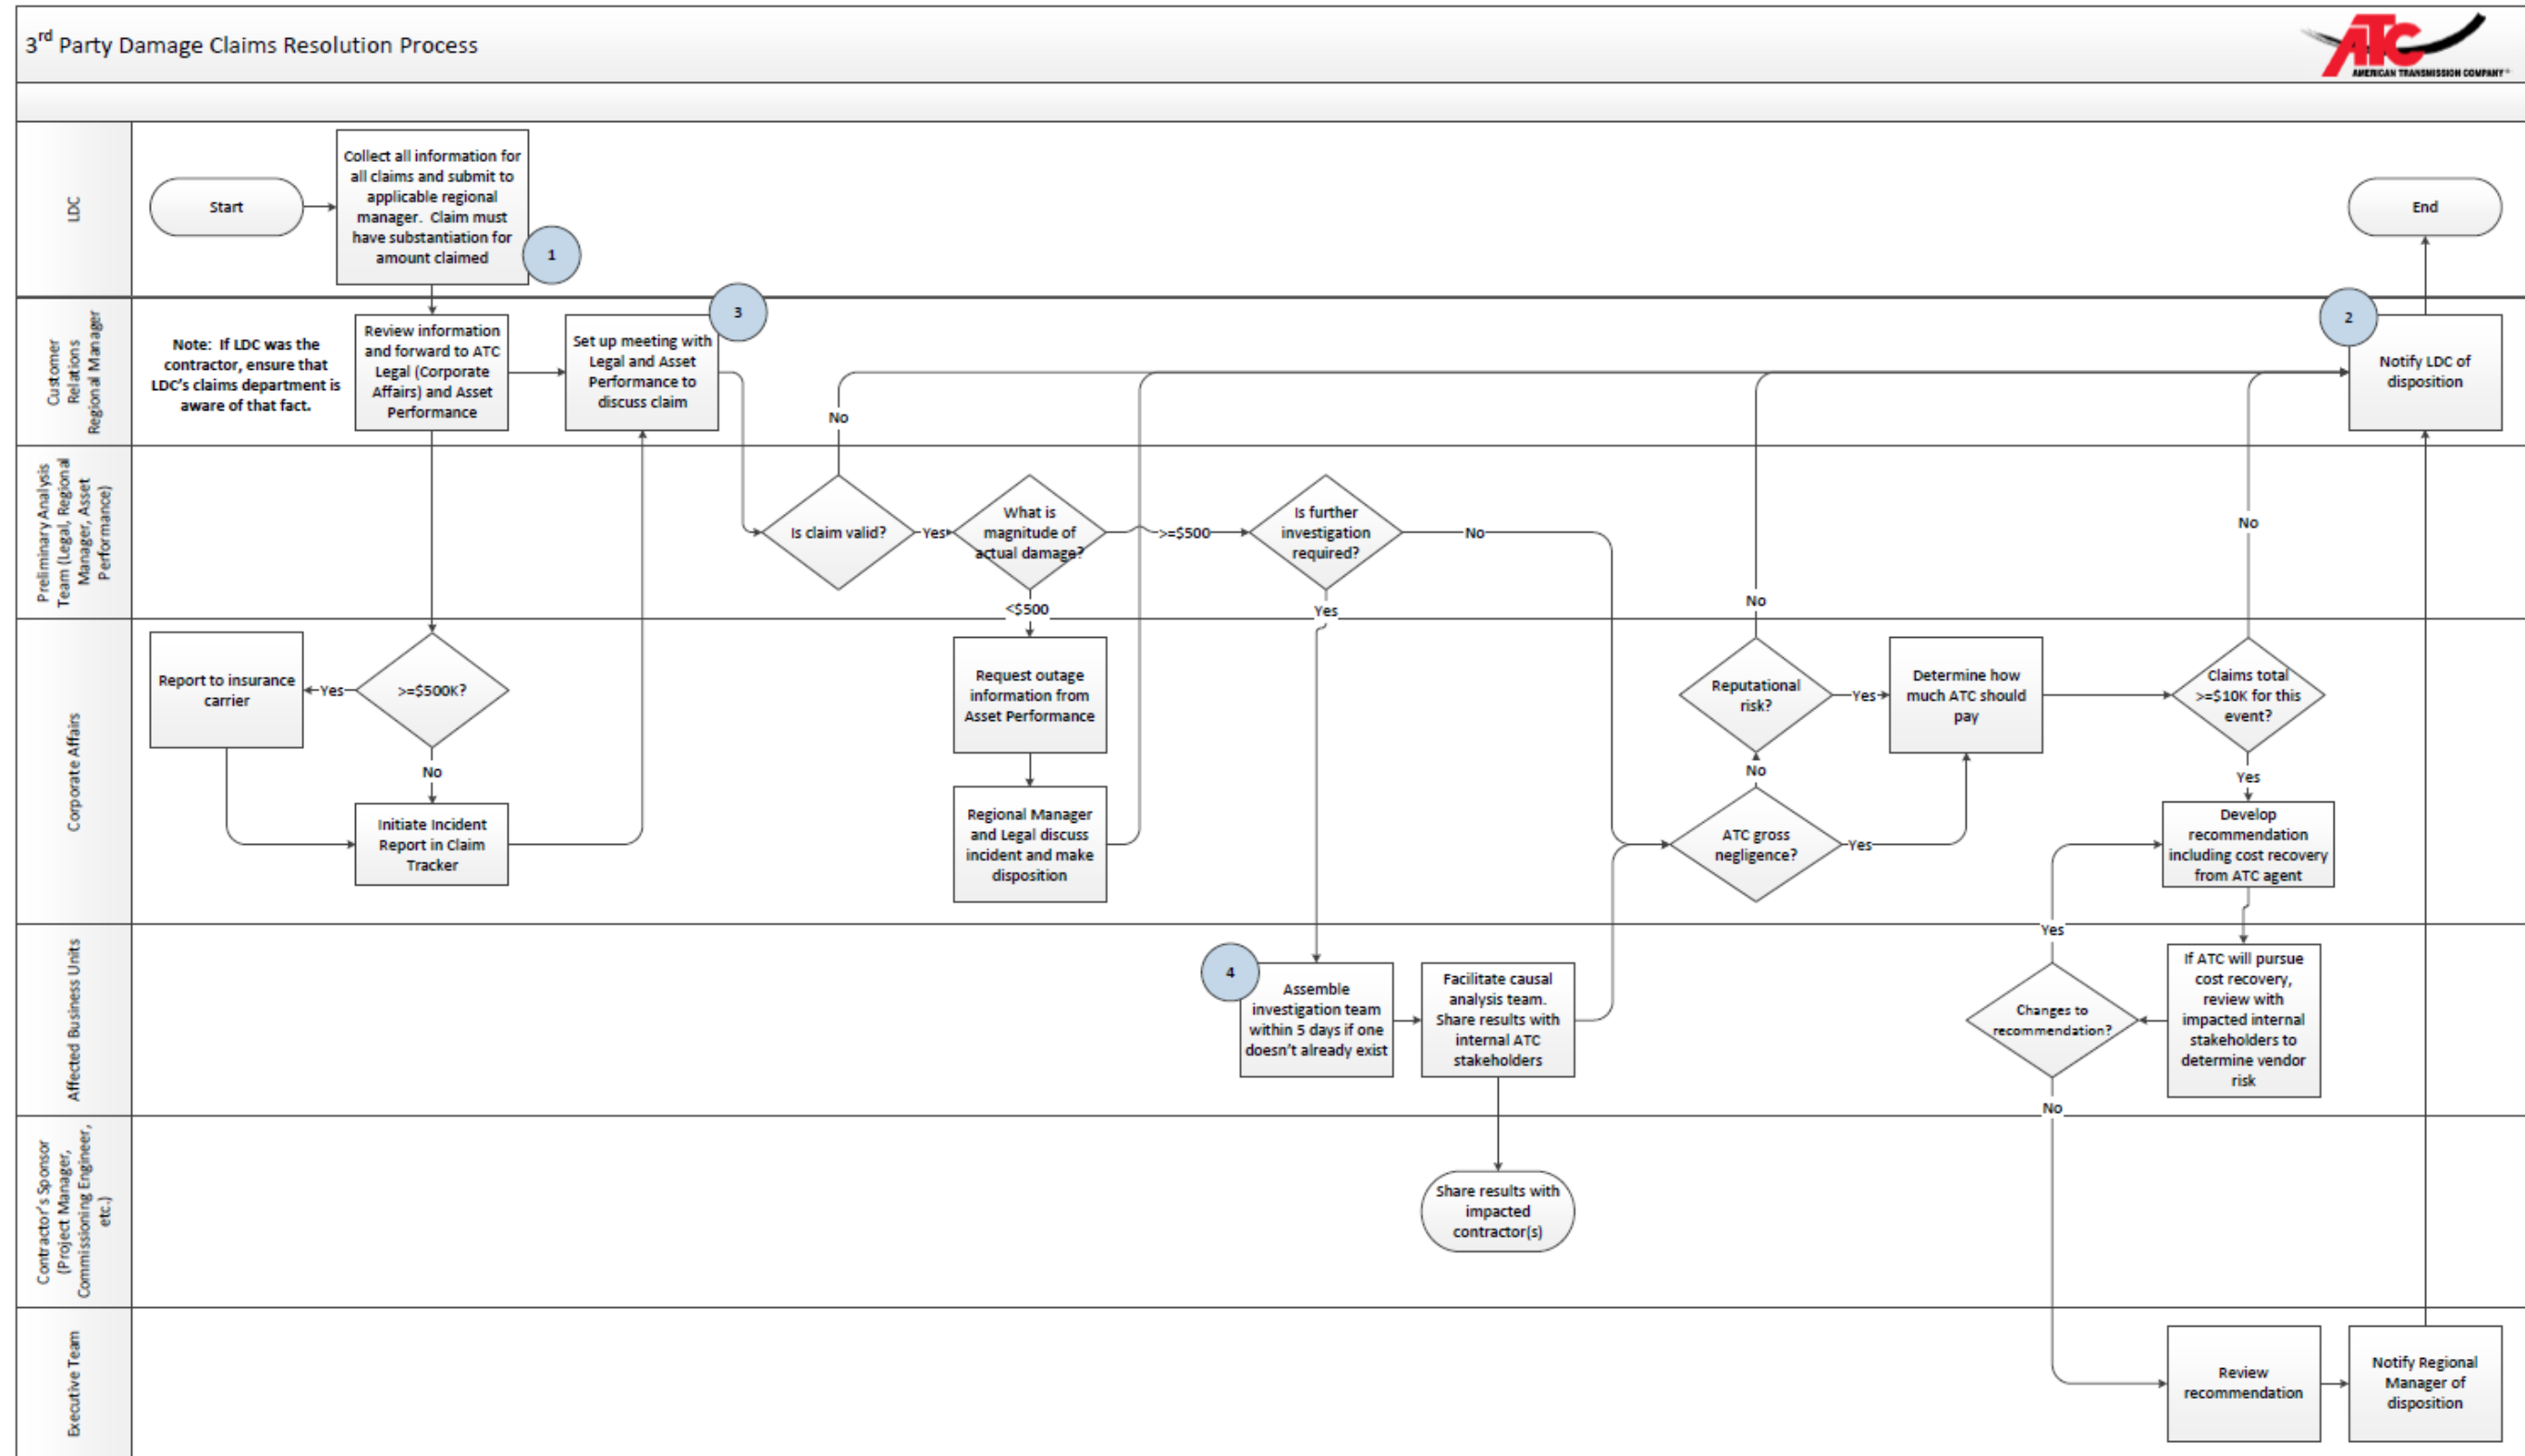 3rd Party Damage Claims Resolution Process
ATC
AMERICAN TRANSMISSION COMPANY®
LDC
Start
Collect all information for
all claims and submit to
applicable regional
manager. Claim must
have substantiation for
amount claimed
1
End
Customer
Relations
Regional Manager
Note: If LDC was the
contractor, ensure that
LDC's claims department is
aware of that fact.
Review information
and forward to ATC
Legal (Corporate
Affairs) and Asset
Performance
Set up meeting with
Legal and Asset
Performance to
discuss claim
3
No
2
Notify LDC of
disposition
Preliminary Analysis
Team (Legal, Regional
Manager, Asset
Performance)
Is claim valid?
Yes
What is
magnitude of
actual damage?
>=$500
<$500
Is further
investigation
required?
No
Yes
No
No
Corporate Affairs
Report to insurance
carrier
Yes
>=$500K?
No
Initiate Incident
Report in Claim
Tracker
Request outage
information from
Asset Performance
Regional Manager
and Legal discuss
incident and make
disposition
Reputational
risk?
Yes
No
ATC gross
negligence?
Yes
Determine how
much ATC should
pay
Claims total
>=$10K for this
event?
Yes
Develop
recommendation
including cost recovery
from ATC agent
Affected Business Units
4
Assemble
investigation team
within 5 days if one
doesn't already exist
Facilitate causal
analysis team.
Share results with
internal ATC
stakeholders
Yes
Changes to
recommendation?
No
If ATC will pursue
cost recovery,
review with
impacted internal
stakeholders to
determine vendor
risk
Contractor's Sponsor
(Project Manager,
Commissioning Engineer,
etc.)
Share results with
impacted
contractor(s)
Executive Team
Review
recommendation
Notify Regional
Manager of
disposition